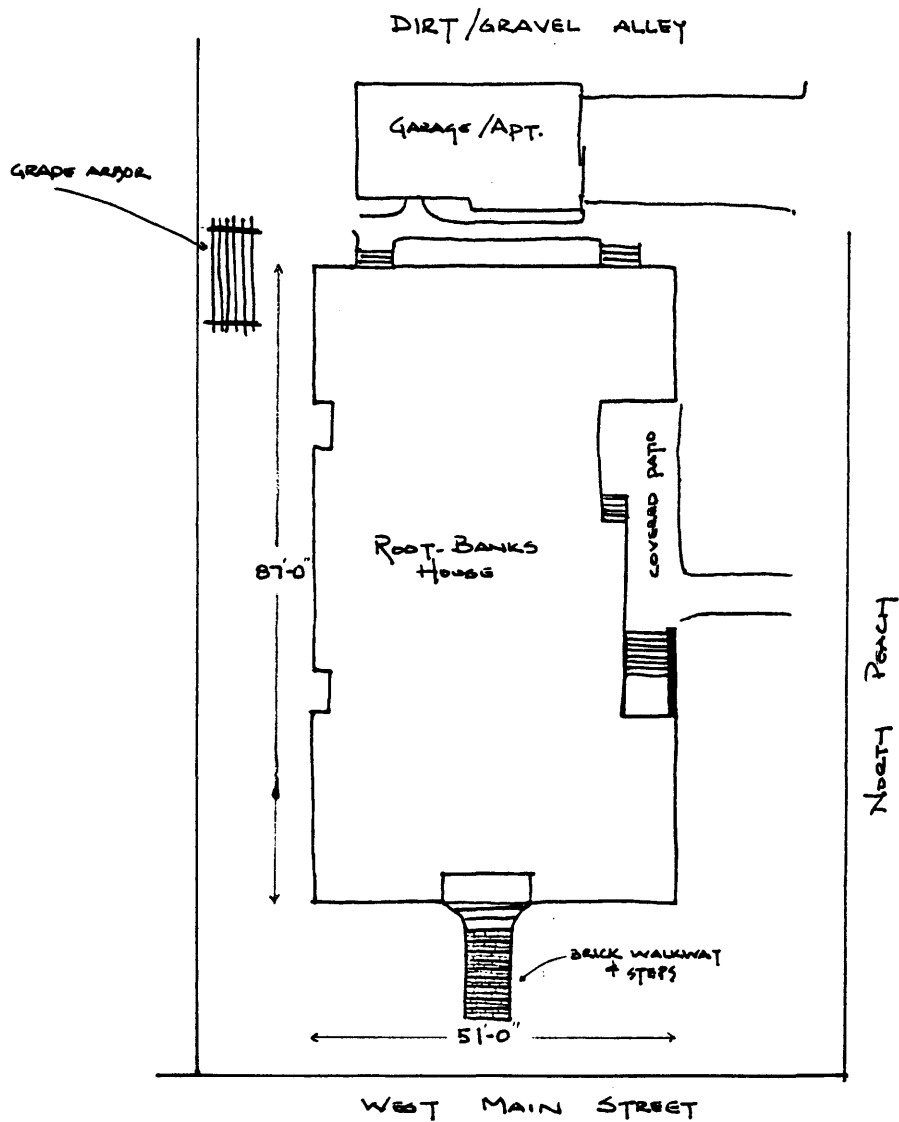 DIRT/GRAVEL ALLEY
GARAGE/APT.
GRADE ARBOR
COVERED PATIO
ROOT-BANKS
HOUSE
87'-0"
NORTH PEACH
BRICK WALKWAY
+ STEPS
51'-0"
WEST MAIN STREET